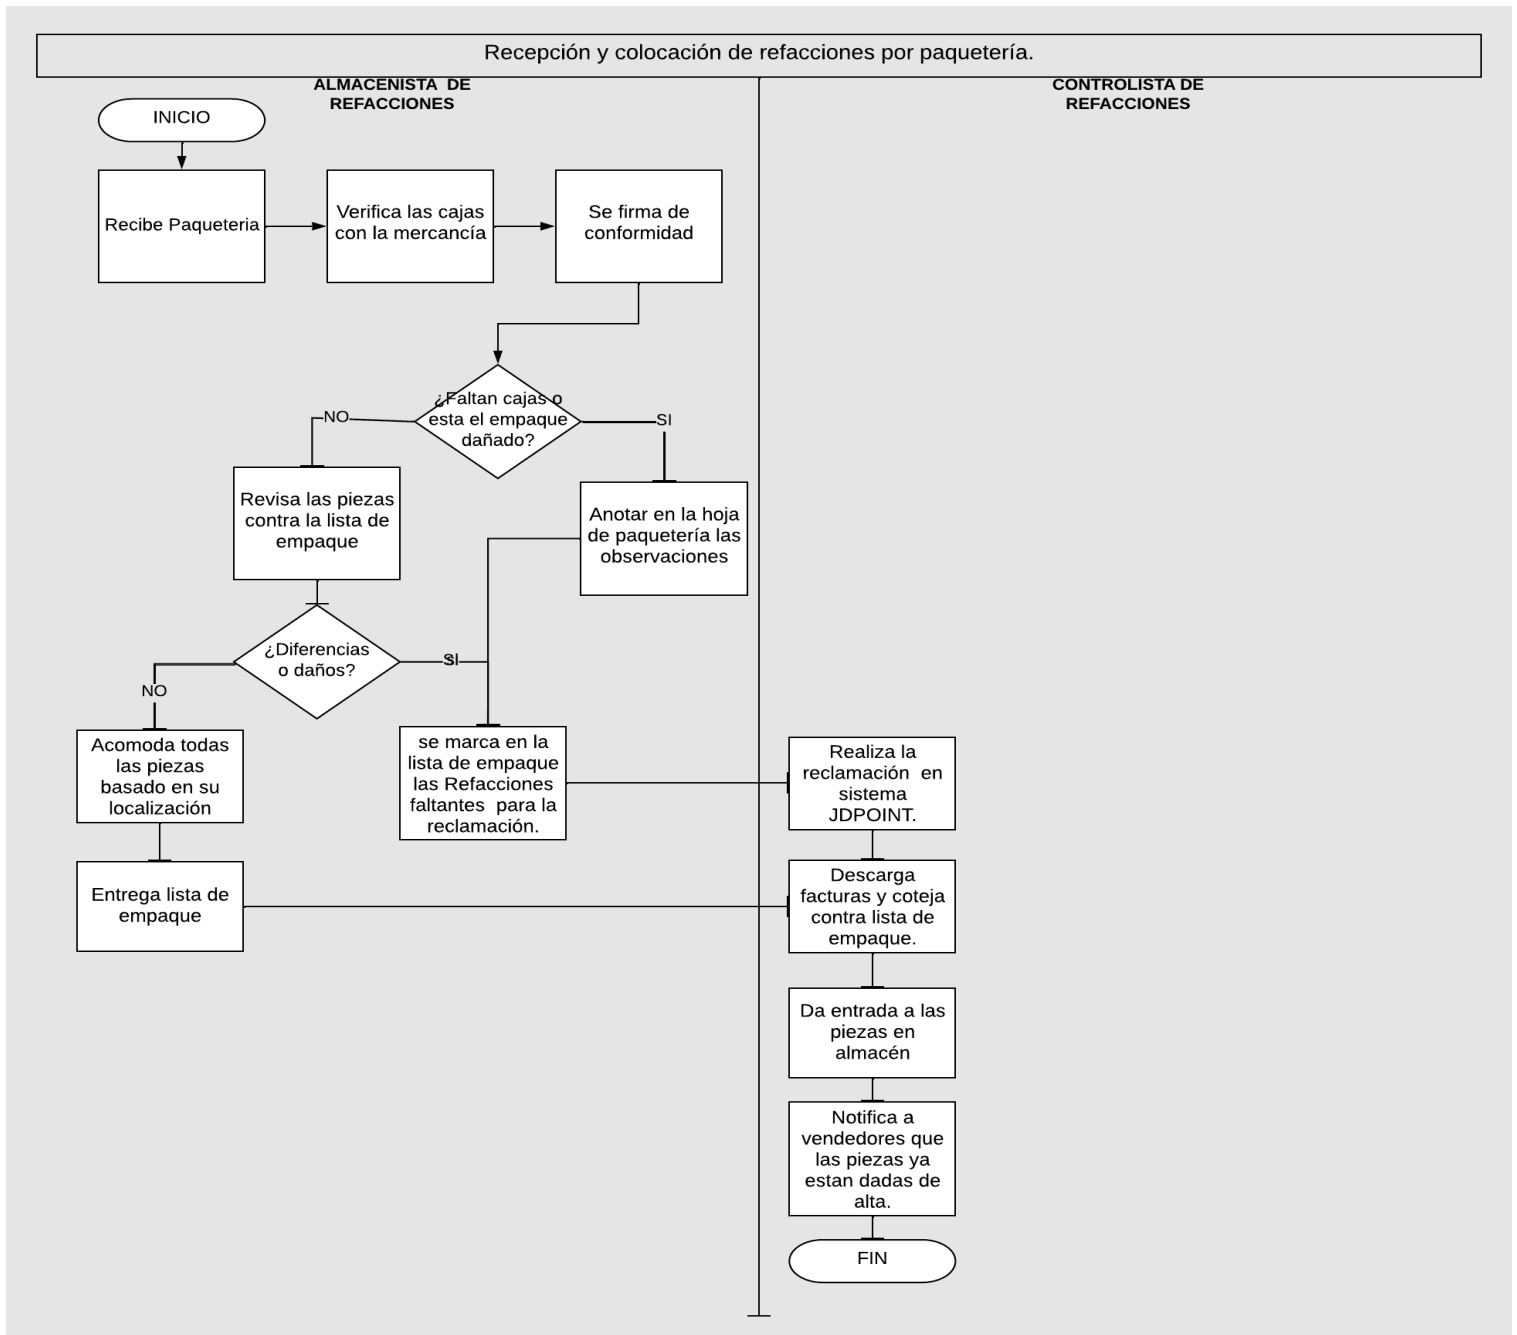 Recepción y colocación de refacciones por paquetería.
ALMACENISTA  DE
REFACCIONES
CONTROLISTA DE
REFACCIONES
INICIO
Recibe Paqueteria
Verifica las cajas
con la mercancía
Se firma de
conformidad
¿Faltan cajas o
esta el empaque
dañado?
NO
SI
Revisa las piezas
contra la lista de
empaque
Anotar en la hoja
de paquetería las
observaciones
¿Diferencias
o daños?
SI
NO
Acomoda todas
las piezas
basado en su
localización
se marca en la
lista de empaque
las Refacciones
faltantes  para la
reclamación.
Realiza la
reclamación  en
sistema
JDPOINT.
Entrega lista de
empaque
Descarga
facturas y coteja
contra lista de
empaque.
Da entrada a las
piezas en
almacén
Notifica a
vendedores que
las piezas ya
estan dadas de
alta.
FIN